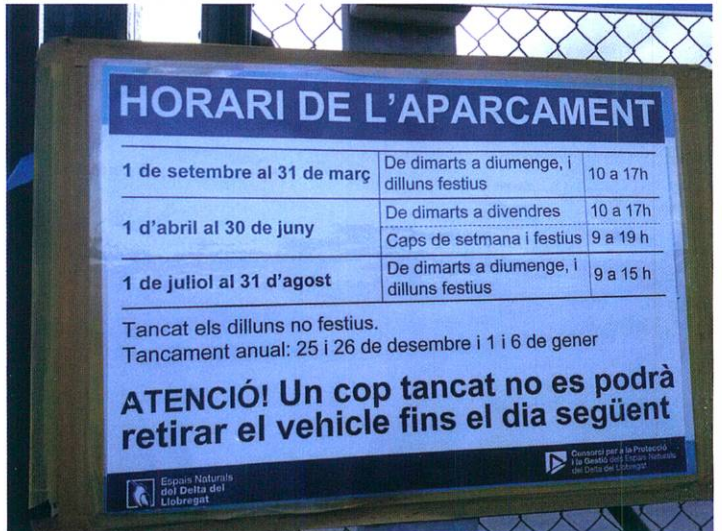 HORARI DE L'APARCAMENT
1 de setembre al 31 de març
De dimarts a diumenge, i
dilluns festius
10 a 17h
1 d'abril al 30 de juny
De dimarts a divendres
10 a 17h
Caps de setmana i festius
9 a 19 h
1 de juliol al 31 d'agost
De dimarts a diumenge, i
dilluns festius
9 a 15 h
Tancat els dilluns no festius.
Tancament anual: 25 i 26 de desembre i 1 i 6 de gener
ATENCIÓ! Un cop tancat no es podrà
retirar el vehicle fins el dia següent
Espais Naturals
del Delta del
Llobregat
Consorci per a la Protecció
i la Gestió dels Espais Naturals
del Delta del Llobregat